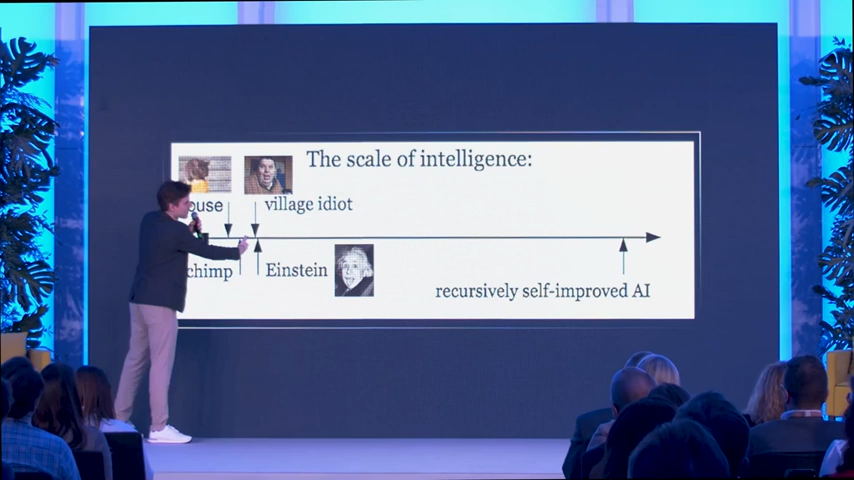 The scale of intelligence:
ouse
village idiot
chimp
Einstein
recursively self-improved AI